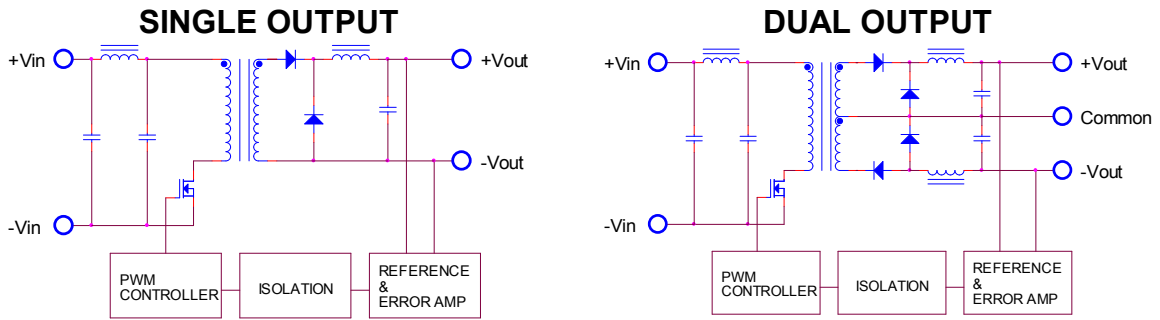 SINGLE OUTPUT
+Vin
+Vout
-Vout
-Vin
PWM
CONTROLLER
ISOLATION
REFERENCE
&
ERROR AMP
DUAL OUTPUT
+Vin
+Vout
Common
-Vout
-Vin
PWM
CONTROLLER
ISOLATION
REFERENCE
&
ERROR AMP